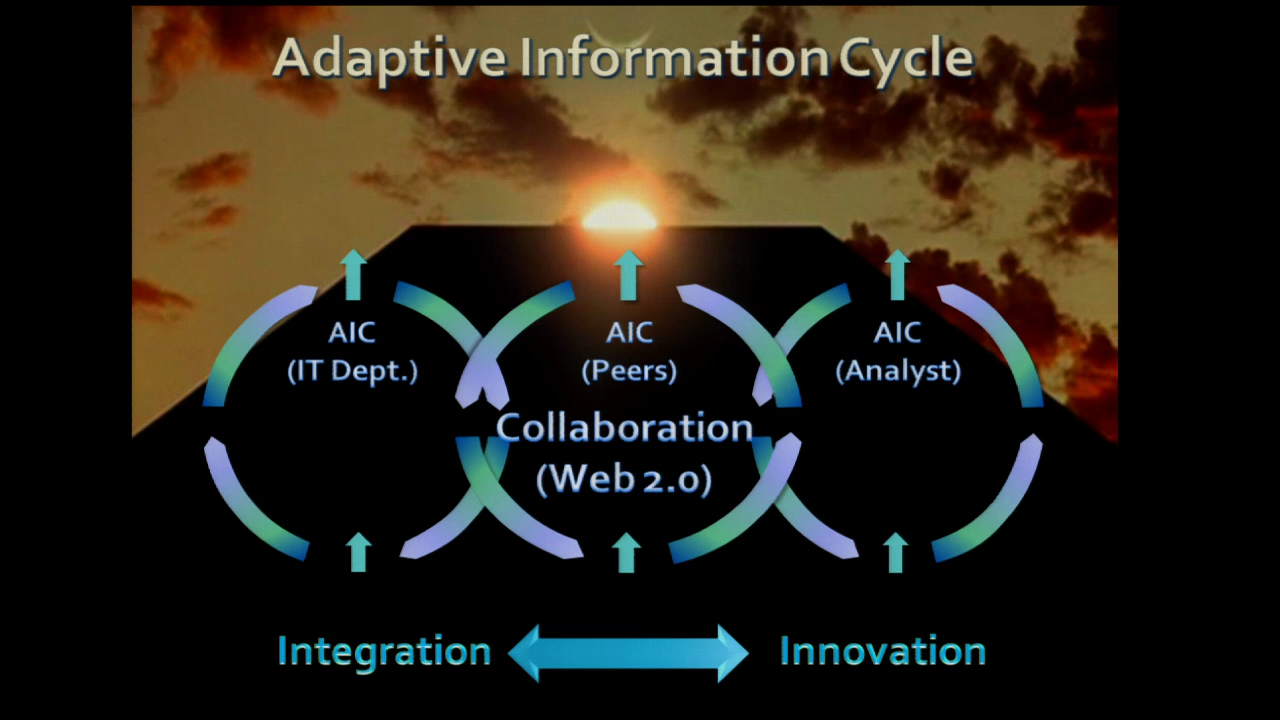 Adaptive Information Cycle
AIC
(IT Dept.)
AIC
(Peers)
AIC
(Analyst)
Collaboration
(Web 2.0)
Integration
Innovation